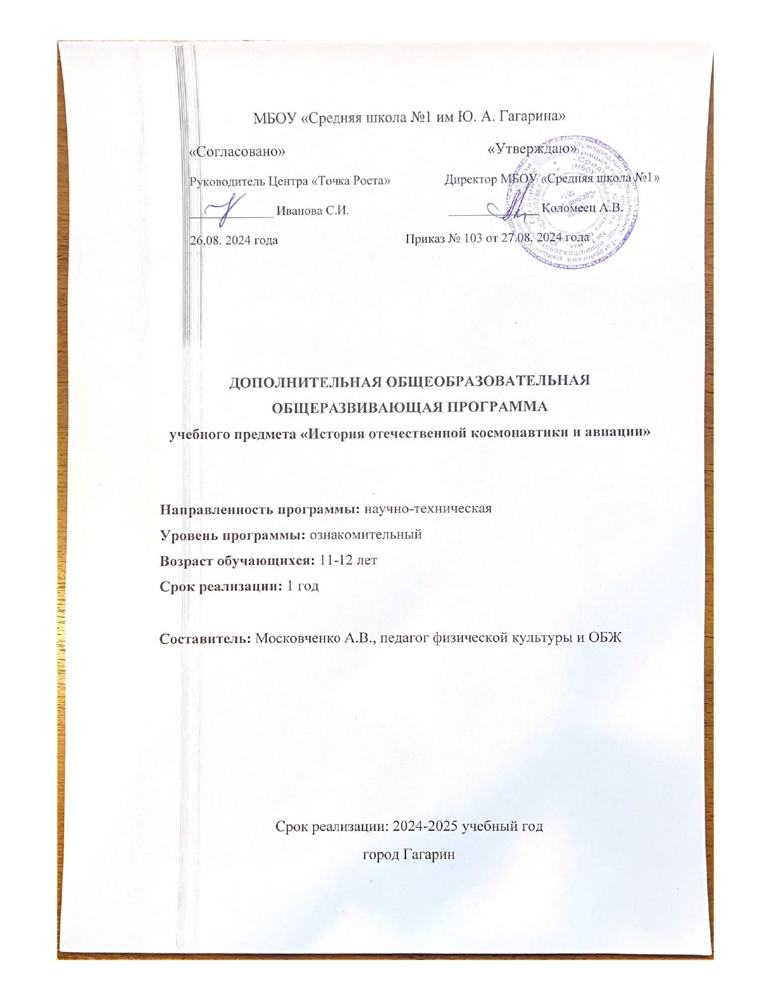 МБОУ «Средняя школа №1 им Ю. А. Гагарина»
«Согласовано» «Утверждаю»
Руководитель Центра «Точка Роста» Директор МБОУ «Средняя школа №1»
Иванова С.И. Коломеец А.В.
26.08. 2024 года Приказ № 103 от 27.08. 2024 года
ДОПОЛНИТЕЛЬНАЯ ОБЩЕОБРАЗОВАТЕЛЬНАЯ
ОБЩЕРАЗВИВАЮЩАЯ ПРОГРАММА
учебного предмета «История отечественной космонавтики и авиации»
Направленность программы: научно-техническая
Уровень программы: ознакомительный
Возраст обучающихся: 11-12 лет
Срок реализации: 1 год
Составитель: Московченко А.В., педагог физической культуры и ОБЖ
Срок реализации: 2024-2025 учебный год
город Гагарин